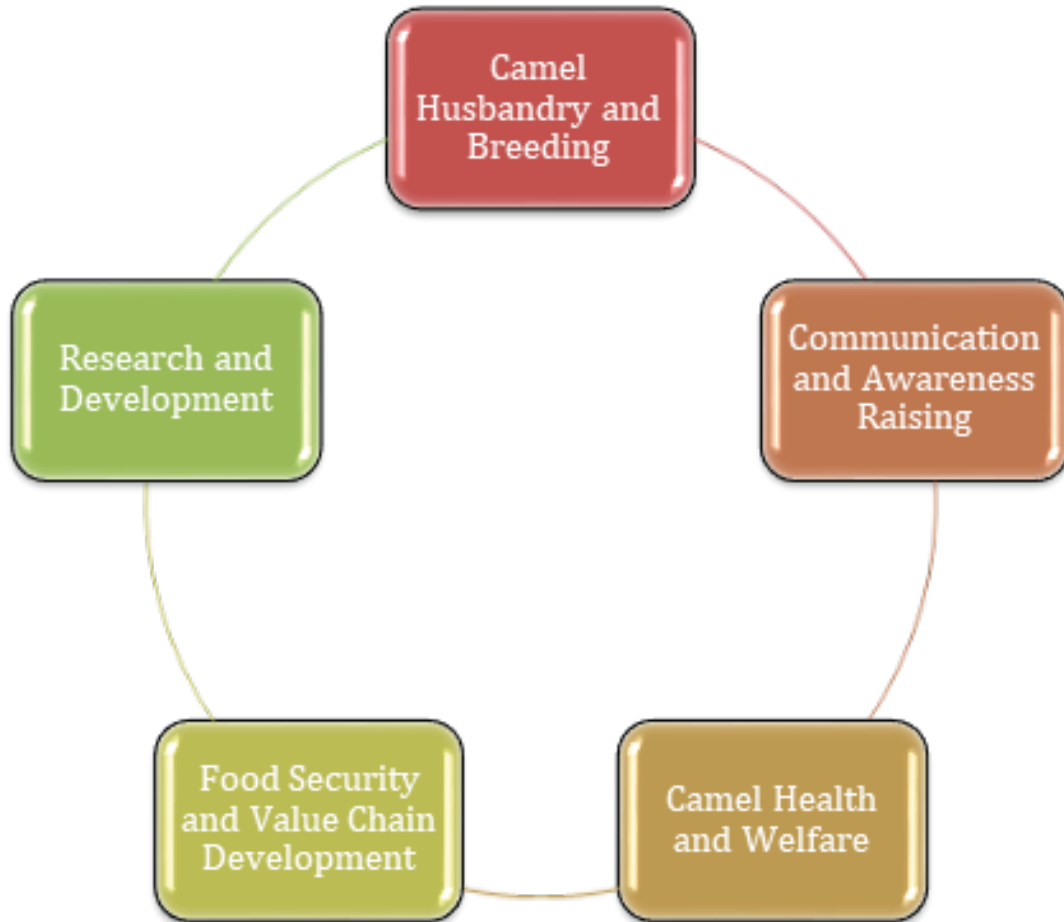 Camel
Husbandry and
Breeding
Communication
and Awareness
Raising
Camel Health
and Welfare
Food Security
and Value Chain
Development
Research and
Development